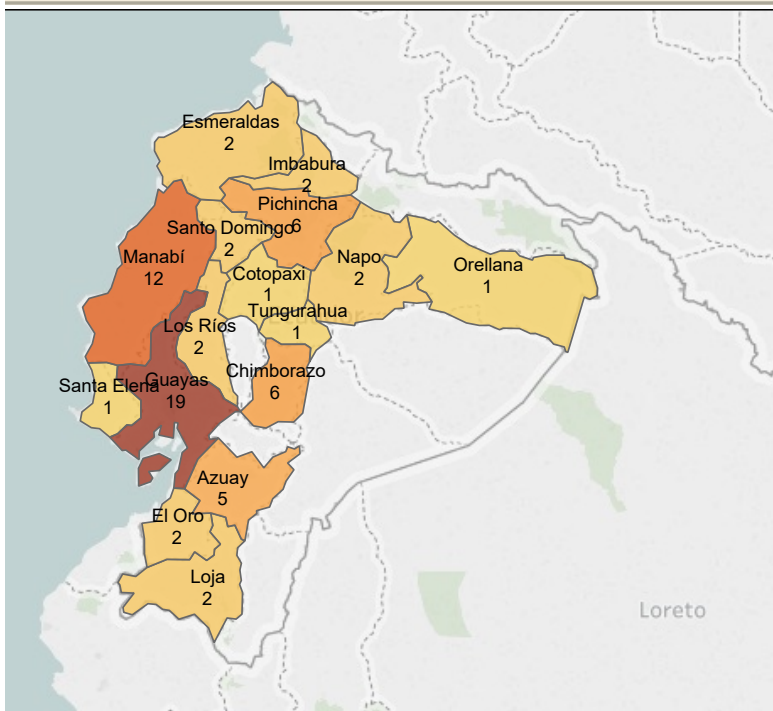 Esmeraldas
2
Imbabura
2
Pichincha
6
Santo Domingo
2
Manabí
12
Napo
2
Cotopaxi
1
Orellana
1
Tungurahua
1
Los Ríos
2
Chimborazo
6
Santa Elena
1
Guayas
19
Azuay
5
El Oro
2
Loja
2
Loreto